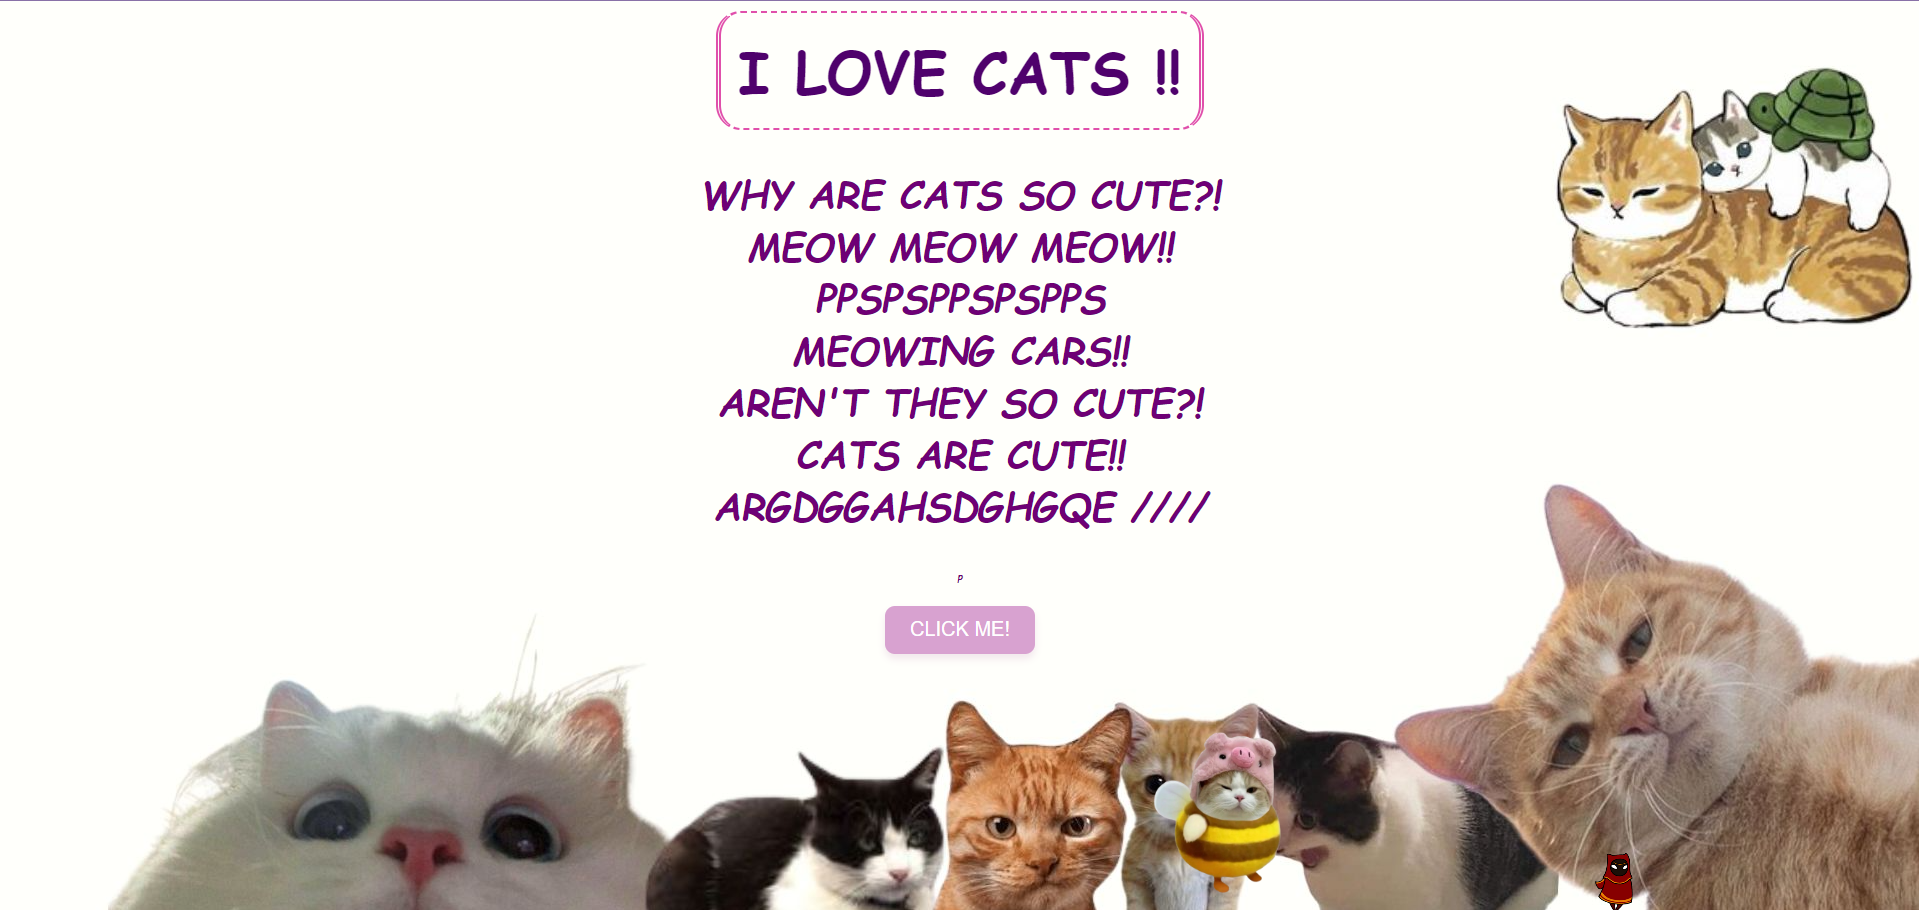 I LOVE CATS !!
WHY ARE CATS SO CUTE?!
MEOW MEOW MEOW!!
PPSPSPPSPSPPS
MEOWING CARS!!
AREN'T THEY SO CUTE?!
CATS ARE CUTE!!
ARGDGGAHSDGHGQE ////
P
CLICK ME!